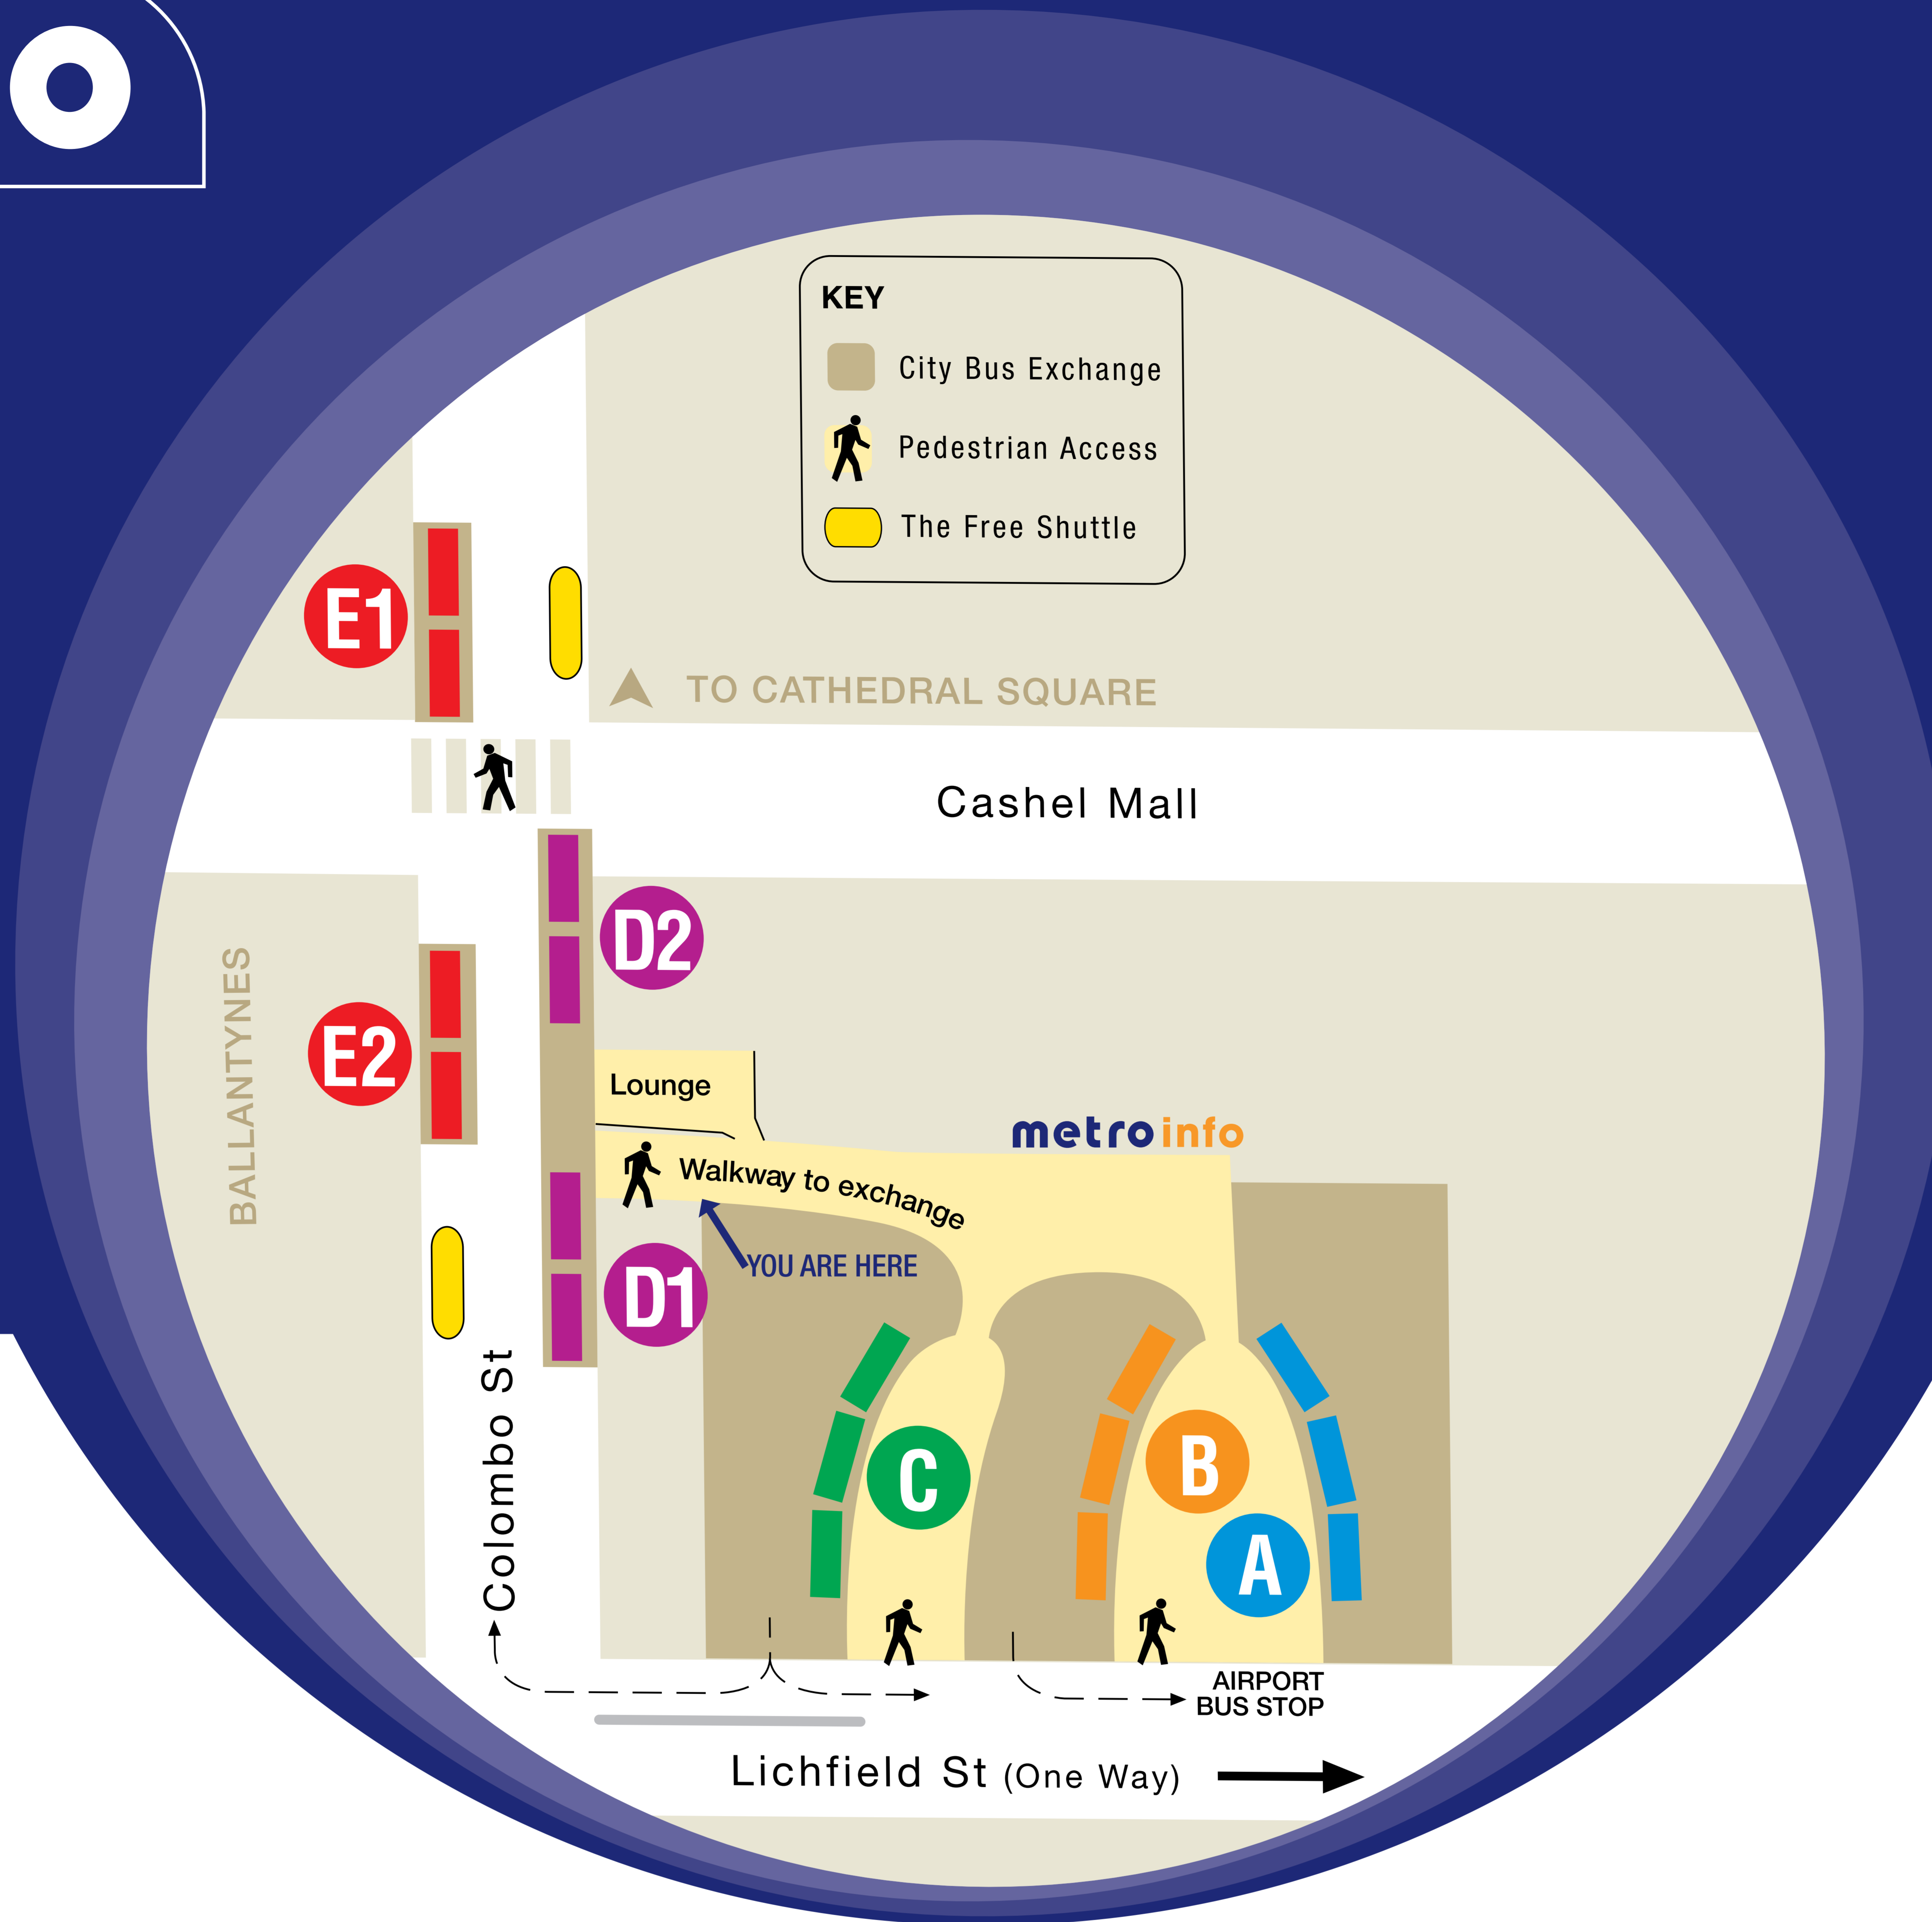 KEY
City Bus Exchange
Pedestrian Access
The Free Shuttle
E1
TO CATHEDRAL SQUARE
Cashel Mall
D2
BALLANTYNES
E2
Lounge
metroinfo
Walkway to exchange
YOU ARE HERE
D1
Colombo St
C
B
A
AIRPORT
BUS STOP
Lichfield St (One Way)